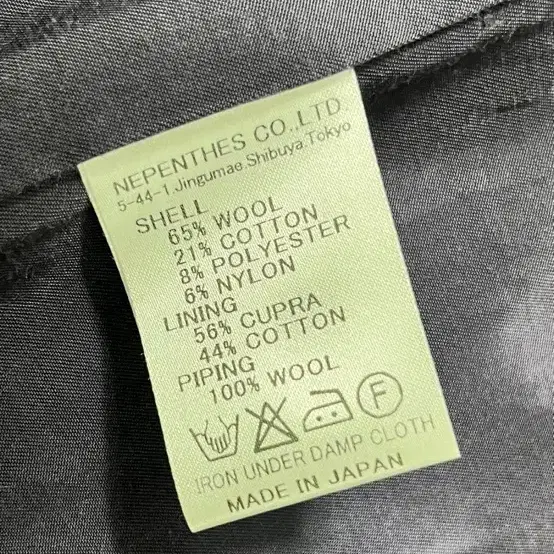 NEPENTHES CO.,LTD.
5-44-1.Jingumae.Shibuya.Tokyo
SHELL
65% WOOL
21% COTTON
8% POLYESTER
6% NYLON
LINING
56% CUPRA
44% COTTON
PIPING
100% WOOL
F
IRON UNDER DAMP CLOTH
MADE IN JAPAN